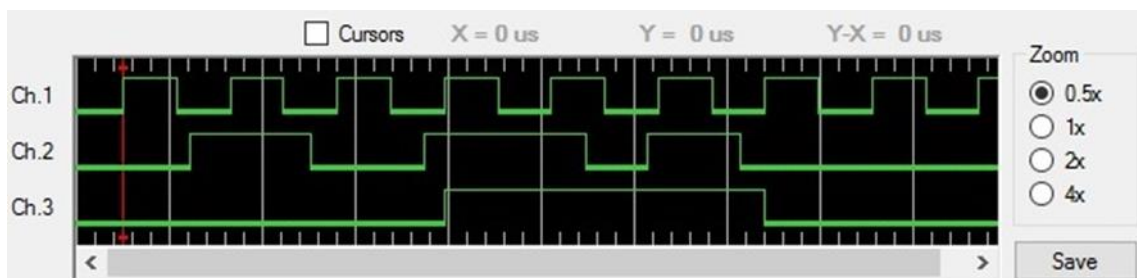 Cursors X = 0 us Y = 0 us Y-X = 0 us
Zoom
Ch.1
0.5x
1x
Ch.2
2x
4x
Ch.3
Save